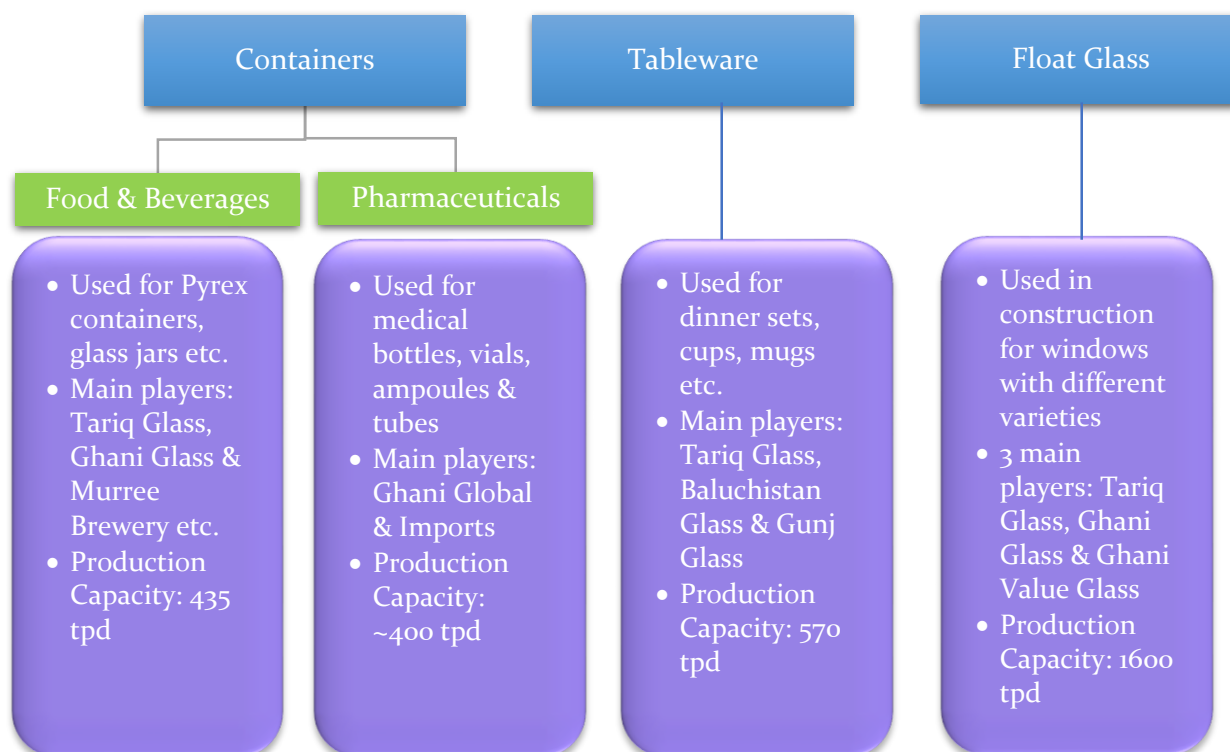 Containers
Tableware
Float Glass
Food & Beverages
Pharmaceuticals
• Used for Pyrex
containers,
glass jars etc.
• Main players:
Tariq Glass,
Ghani Glass &
Murree
Brewery etc.
• Production
Capacity: 435
tpd
• Used for
medical
bottles, vials,
ampoules &
tubes
• Main players:
Ghani Global
& Imports
• Production
Capacity:
~400 tpd
• Used for
dinner sets,
cups, mugs
etc.
• Main players:
Tariq Glass,
Baluchistan
Glass & Gunj
Glass
• Production
Capacity: 570
tpd
• Used in
construction
for windows
with different
varieties
• 3 main
players: Tariq
Glass, Ghani
Glass & Ghani
Value Glass
• Production
Capacity: 1600
tpd